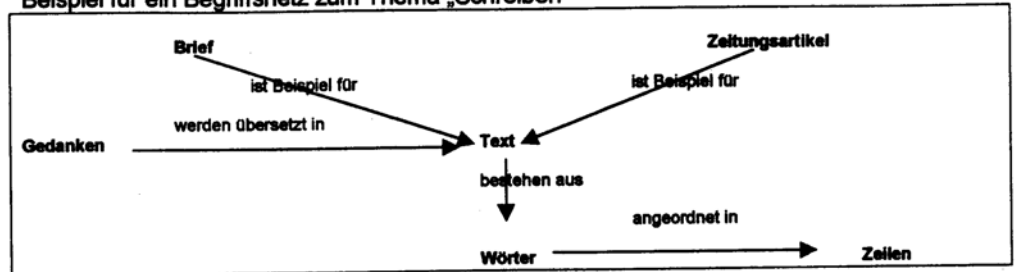 Beispiel für ein Begriffsnetz zum Thema „Schreiben"
Brief
Zeitungsartikel
ist Beispiel für
ist Beispiel für
werden übersetzt in
Gedanken
Text
bestehen aus
angeordnet in
Wörter
Zeilen